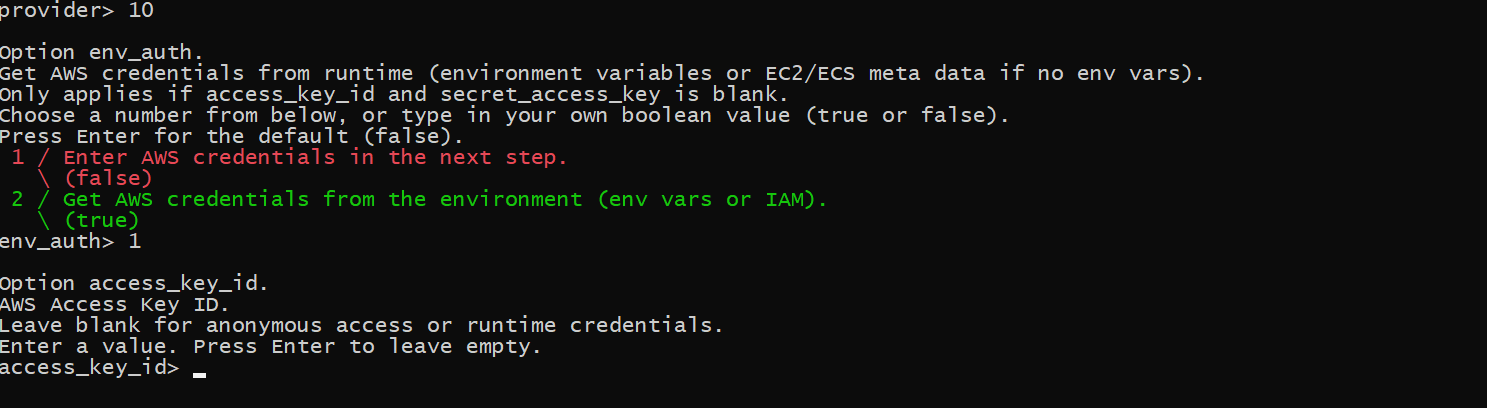 provider> 10
Option env_auth.
Get AWS credentials from runtime (environment variables or EC2/ECS meta data if no env vars).
Only applies if access_key_id and secret_access_key is blank.
Choose a number from below, or type in your own boolean value (true or false).
Press Enter for the default (false).
1 / Enter AWS credentials in the next step.
\ (false)
2 / Get AWS credentials from the environment (env vars or IAM).
\ (true)
env_auth> 1
Option access_key_id.
AWS Access Key ID.
Leave blank for anonymous access or runtime credentials.
Enter a value. Press Enter to leave empty.
access_key_id>